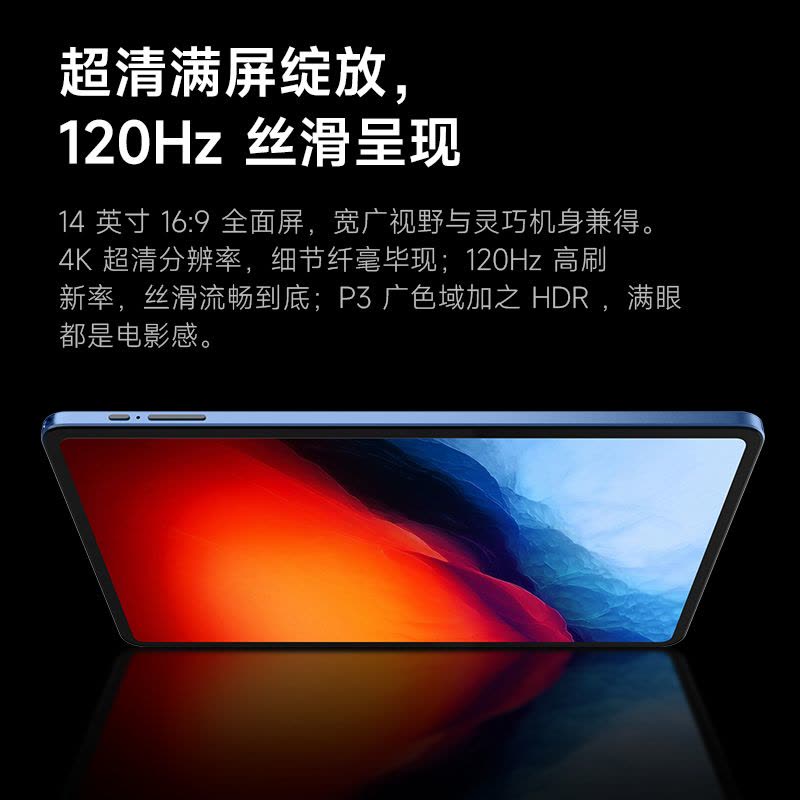 超清满屏绽放，
120Hz 丝滑呈现
14 英寸 16:9 全面屏，宽广视野与灵巧机身兼得。
4K 超清分辨率，细节纤毫毕现；120Hz 高刷
新率，丝滑流畅到底；P3 广色域加之 HDR ，满眼
都是电影感。